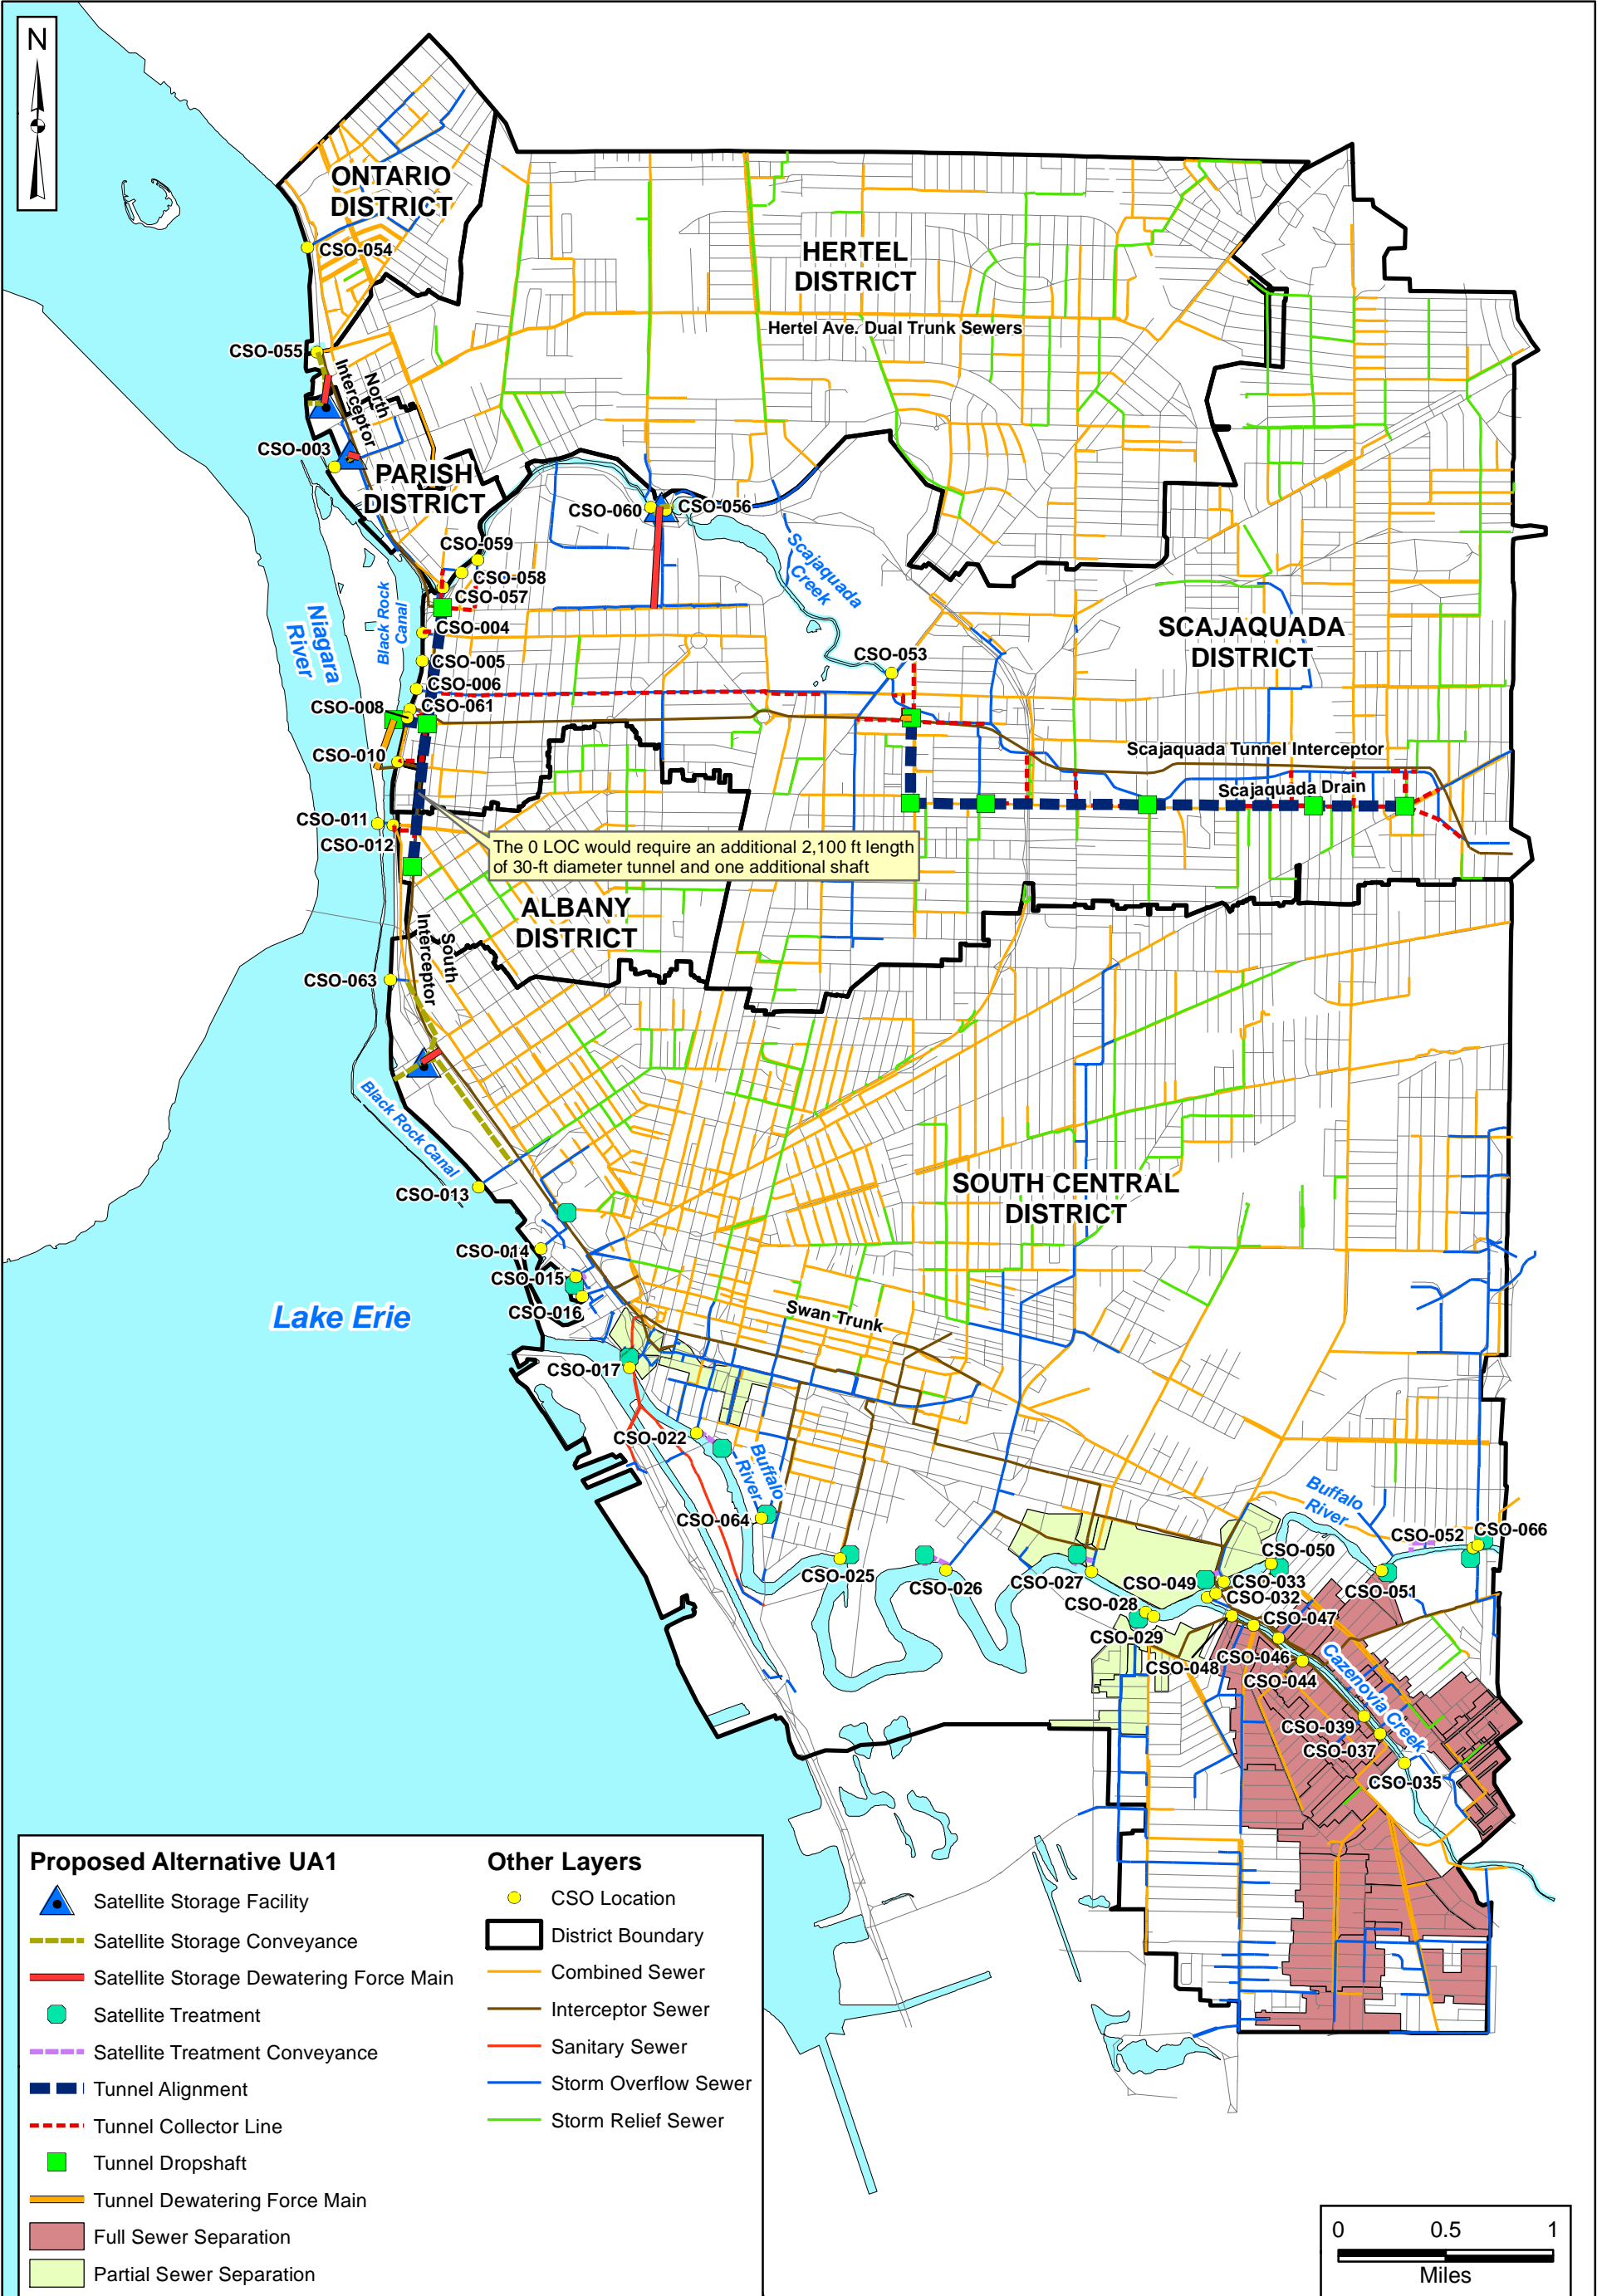 N
ONTARIO
DISTRICT
CSO-054
HERTEL
DISTRICT
Hertel Ave. Dual Trunk Sewers
CSO-055
North
Interceptor
CSO-003
PARISH
DISTRICT
CSO-060
CSO-056
CSO-059
CSO-058
CSO-057
Scajaquada
Creek
Black Rock
Canal
Niagara
River
CSO-004
CSO-005
CSO-006
CSO-008
CSO-061
CSO-053
SCAJAQUADA
DISTRICT
CSO-010
Scajaquada Tunnel Interceptor
Scajaquada Drain
CSO-011
CSO-012
The 0 LOC would require an additional 2,100 ft length
of 30-ft diameter tunnel and one additional shaft
ALBANY
DISTRICT
South
Interceptor
CSO-063
Black Rock Canal
CSO-013
SOUTH CENTRAL
DISTRICT
CSO-014
CSO-015
CSO-016
Lake Erie
Swan Trunk
CSO-017
CSO-022
Buffalo
River
CSO-064
CSO-025
CSO-026
CSO-027
Buffalo
River
CSO-052
CSO-066
CSO-050
CSO-051
CSO-049
CSO-033
CSO-032
CSO-028
CSO-029
CSO-047
CSO-048
CSO-046
CSO-044
Cazenovia Creek
CSO-039
CSO-037
CSO-035
Proposed Alternative UA1
Satellite Storage Facility
Satellite Storage Conveyance
Satellite Storage Dewatering Force Main
Satellite Treatment
Satellite Treatment Conveyance
Tunnel Alignment
Tunnel Collector Line
Tunnel Dropshaft
Tunnel Dewatering Force Main
Full Sewer Separation
Partial Sewer Separation
Other Layers
CSO Location
District Boundary
Combined Sewer
Interceptor Sewer
Sanitary Sewer
Storm Overflow Sewer
Storm Relief Sewer
0 0.5 1
Miles